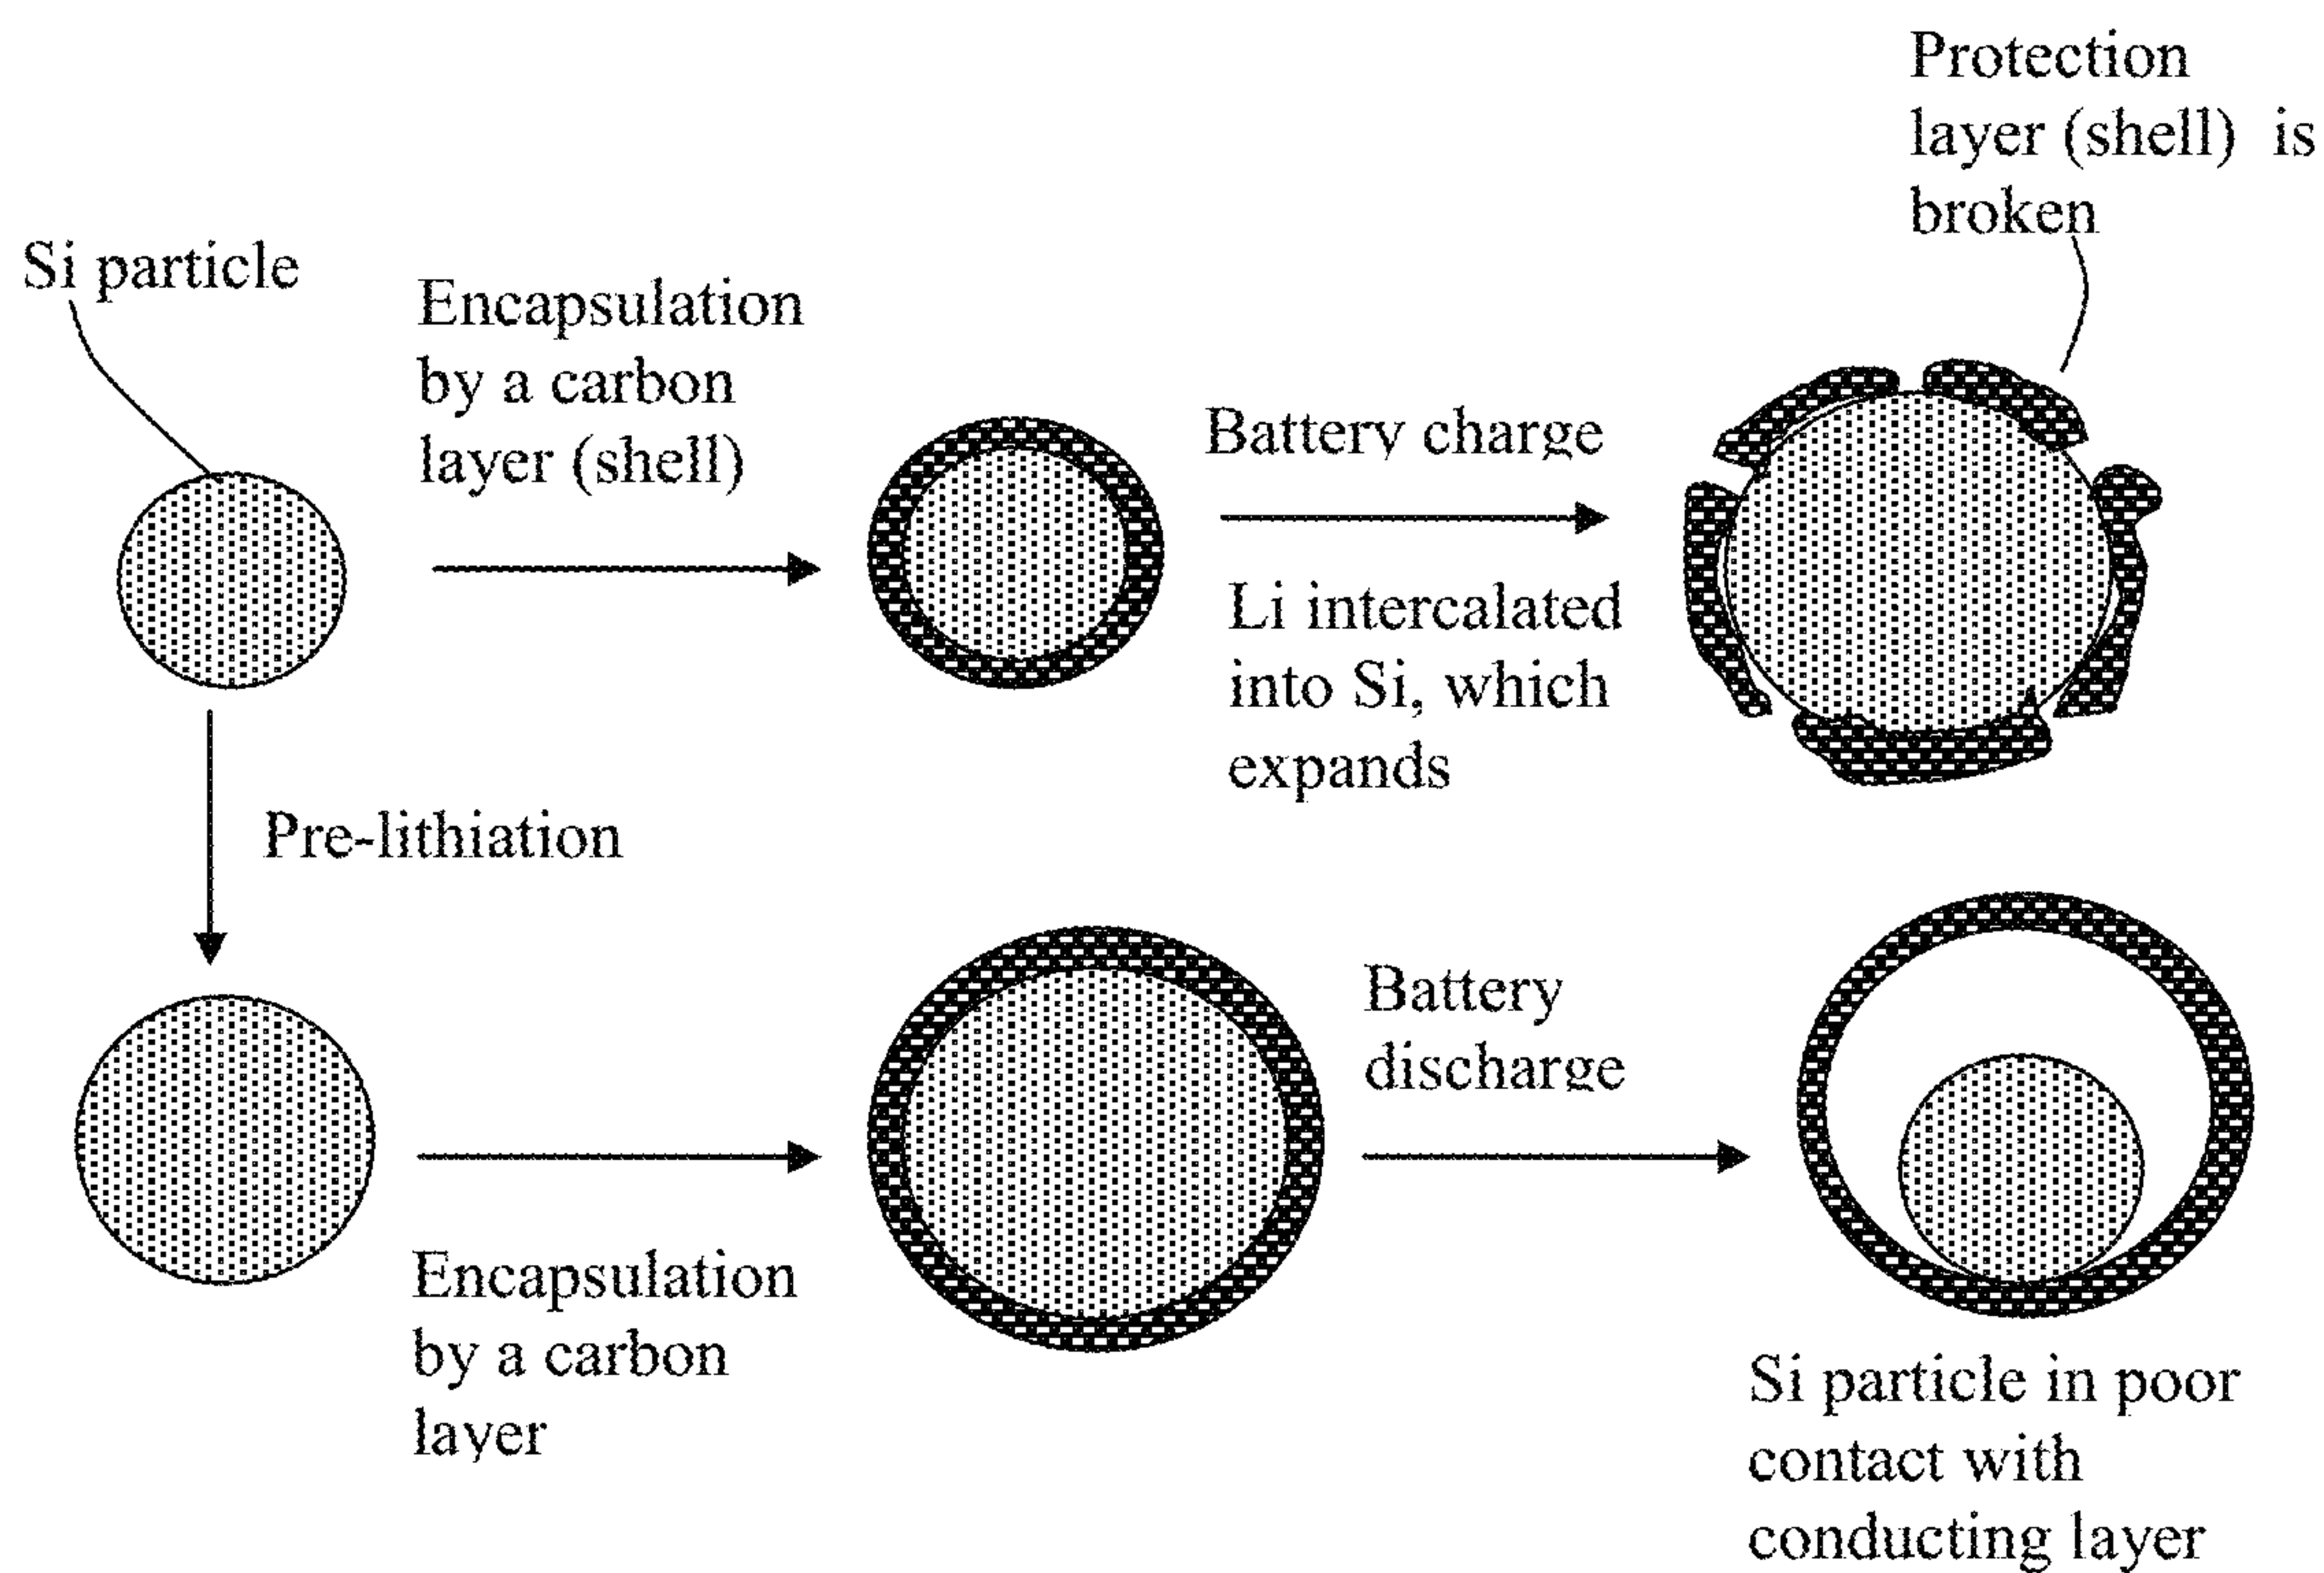 Protection
layer (shell) is
broken
Si particle
Encapsulation
by a carbon
layer (shell)
Battery charge
Li intercalated
into Si, which
expands
Pre-lithiation
Battery
discharge
Encapsulation
by a carbon
layer
Si particle in poor
contact with
conducting layer